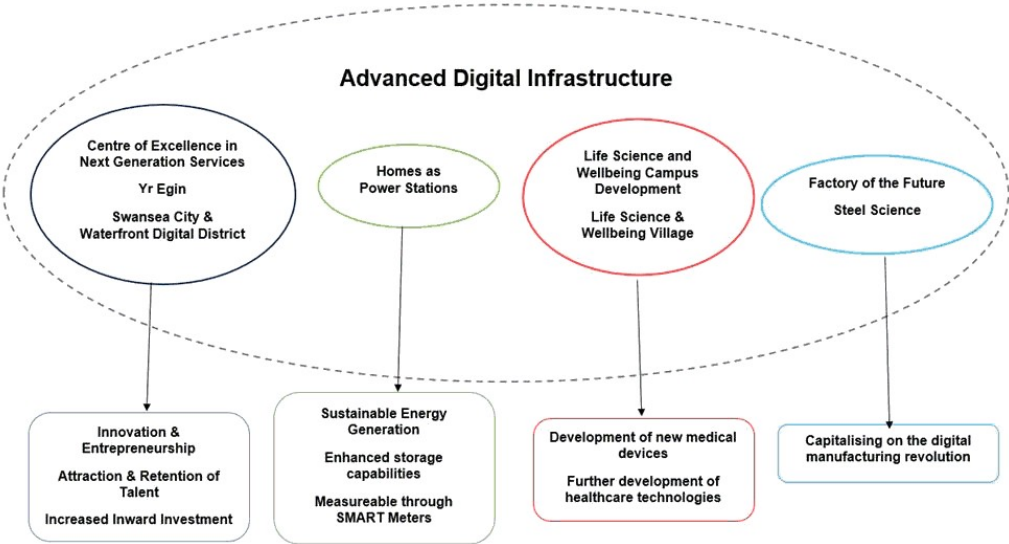 Advanced Digital Infrastructure
Centre of Excellence in
Next Generation Services
Yr Egin
Swansea City &
Waterfront Digital District
Homes as
Power Stations
Life Science and
Wellbeing Campus
Development
Life Science &
Wellbeing Village
Factory of the Future
Steel Science
Innovation &
Entrepreneurship
Attraction & Retention of
Talent
Increased Inward Investment
Sustainable Energy
Generation
Enhanced storage
capabilities
Measureable through
SMART Meters
Development of new medical
devices
Further development of
healthcare technologies
Capitalising on the digital
manufacturing revolution